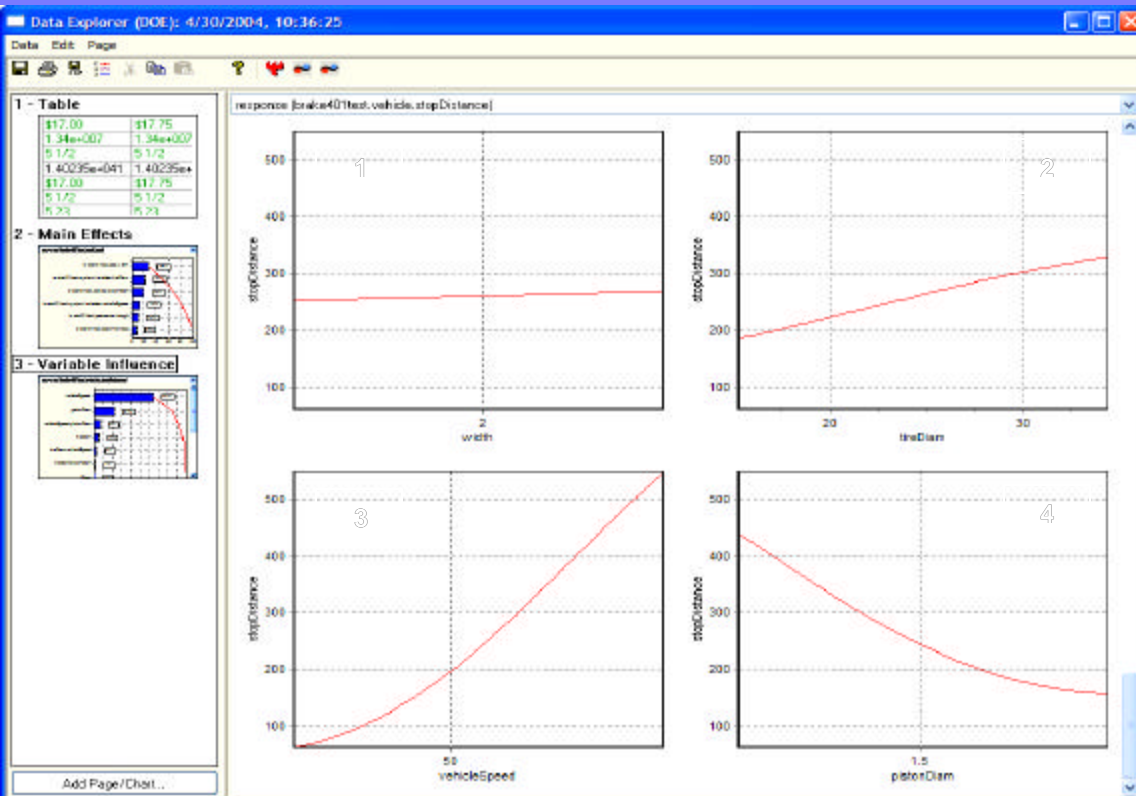 Data Explorer (DOE): 4/30/2004, 10:36:25
Data Edit Page
1 - Table
$17.00 $17.75
1.34e+007 1.34e+007
5 1/2 5 1/2
1.40235e+041 1.40235e+
$17.00 $17.75
5 1/2 5 1/2
5.23 5.23
2 - Main Effects
3 - Variable Influence
Add Page/Chart...
response (brake401test.vehicle.stopDistance)
500
400
300
200
100
stopDistance
1
2
width
500
400
300
200
100
stopDistance
2
20 30
tireDiam
500
400
300
200
100
stopDistance
3
50
vehicleSpeed
500
400
300
200
100
stopDistance
4
1.5
pistonDiam